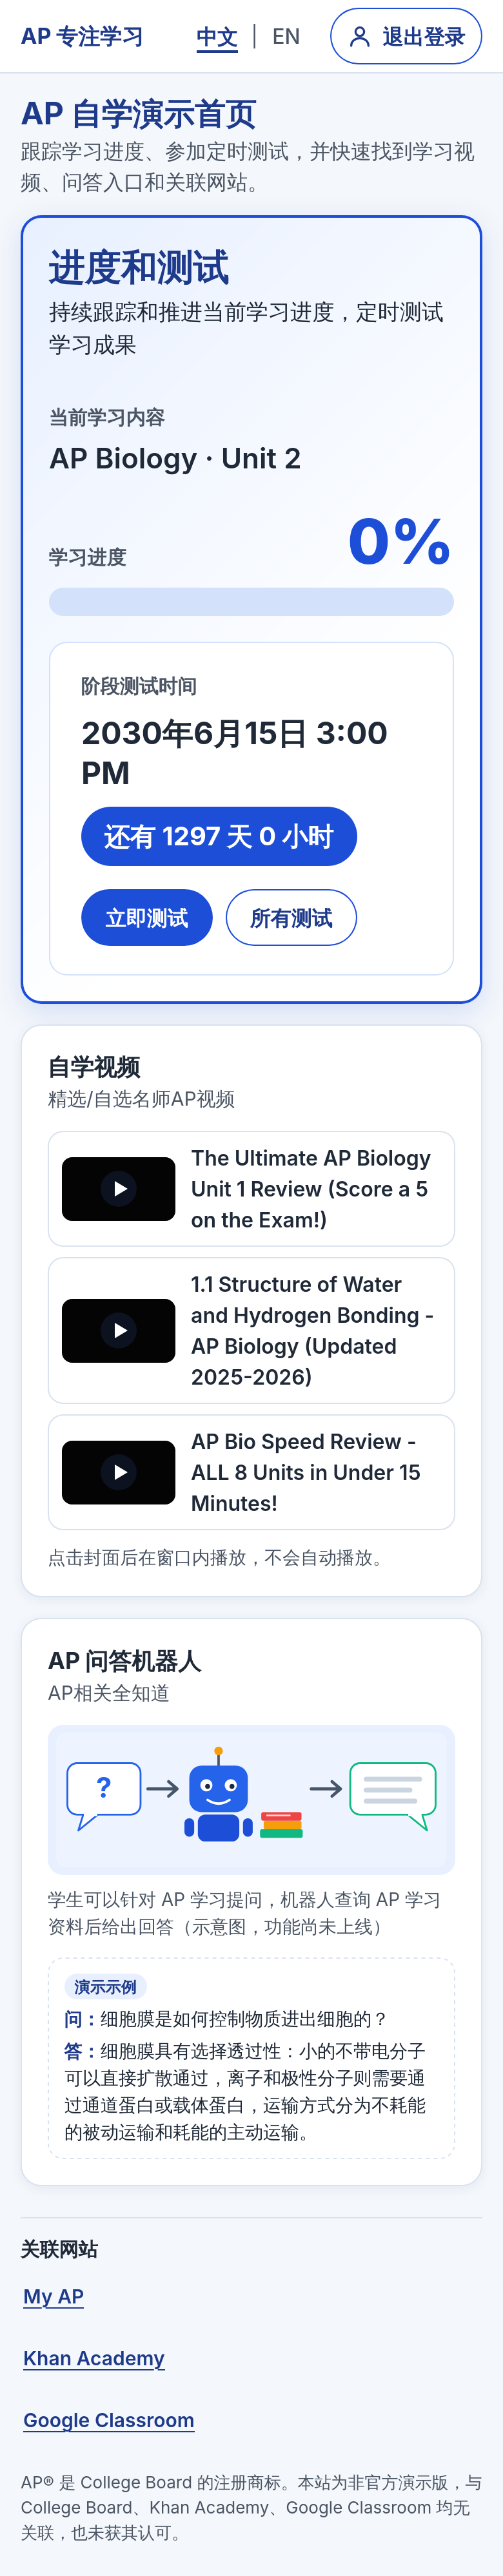 AP 专注学习
中文 | EN
退出登录
AP 自学演示首页
跟踪学习进度、参加定时测试，并快速找到学习视
频、问答入口和关联网站。
进度和测试
持续跟踪和推进当前学习进度，定时测试
学习成果
当前学习内容
AP Biology · Unit 2
学习进度
0%
阶段测试时间
2030年6月15日 3:00
PM
还有 1297 天 0 小时
立即测试
所有测试
自学视频
精选/自选名师AP视频
The Ultimate AP Biology
Unit 1 Review (Score a 5
on the Exam!)
1.1 Structure of Water
and Hydrogen Bonding -
AP Biology (Updated
2025-2026)
AP Bio Speed Review -
ALL 8 Units in Under 15
Minutes!
点击封面后在窗口内播放，不会自动播放。
AP 问答机器人
AP相关全知道
?
学生可以针对 AP 学习提问，机器人查询 AP 学习
资料后给出回答（示意图，功能尚未上线）
演示示例
问：细胞膜是如何控制物质进出细胞的？
答：细胞膜具有选择透过性：小的不带电分子
可以直接扩散通过，离子和极性分子则需要通
过通道蛋白或载体蛋白，运输方式分为不耗能
的被动运输和耗能的主动运输。
关联网站
My AP
Khan Academy
Google Classroom
AP® 是 College Board 的注册商标。本站为非官方演示版，与
College Board、Khan Academy、Google Classroom 均无
关联，也未获其认可。